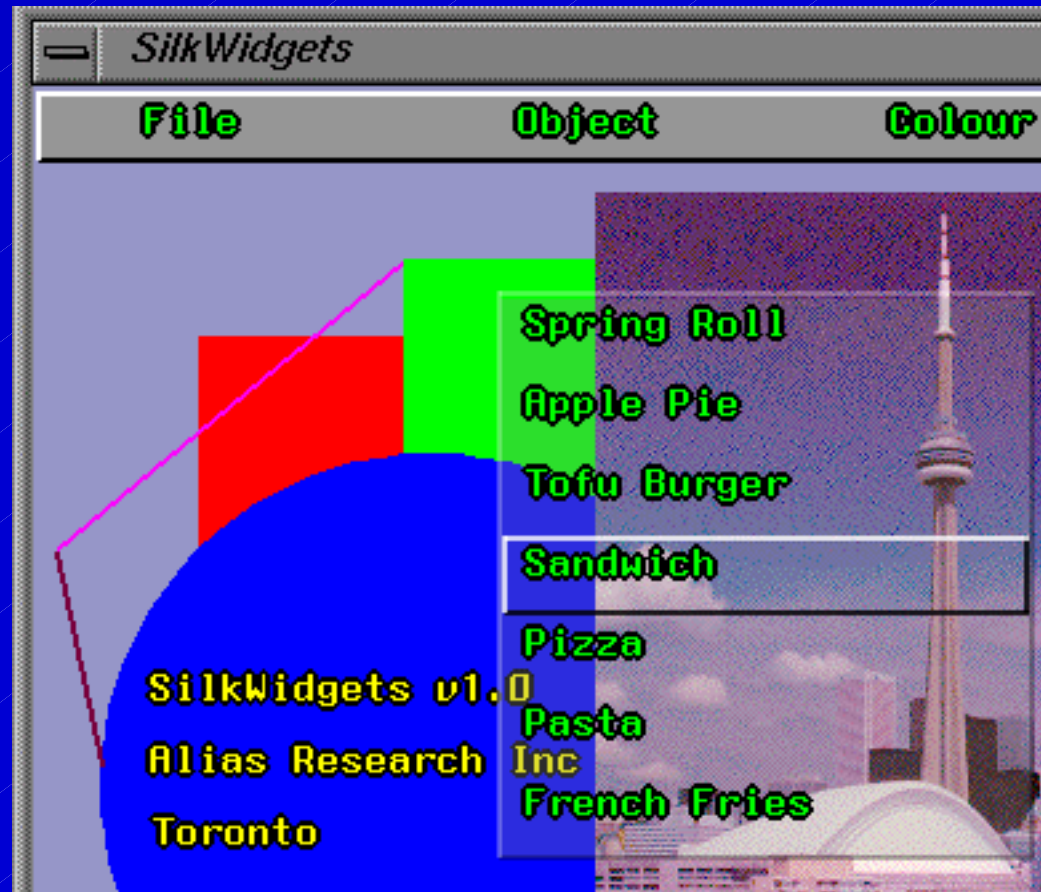 SilkWidgets
File Object Colour
Spring Roll
Apple Pie
Tofu Burger
Sandwich
Pizza
Pasta
French Fries
SilkWidgets v1.0
Alias Research Inc
Toronto